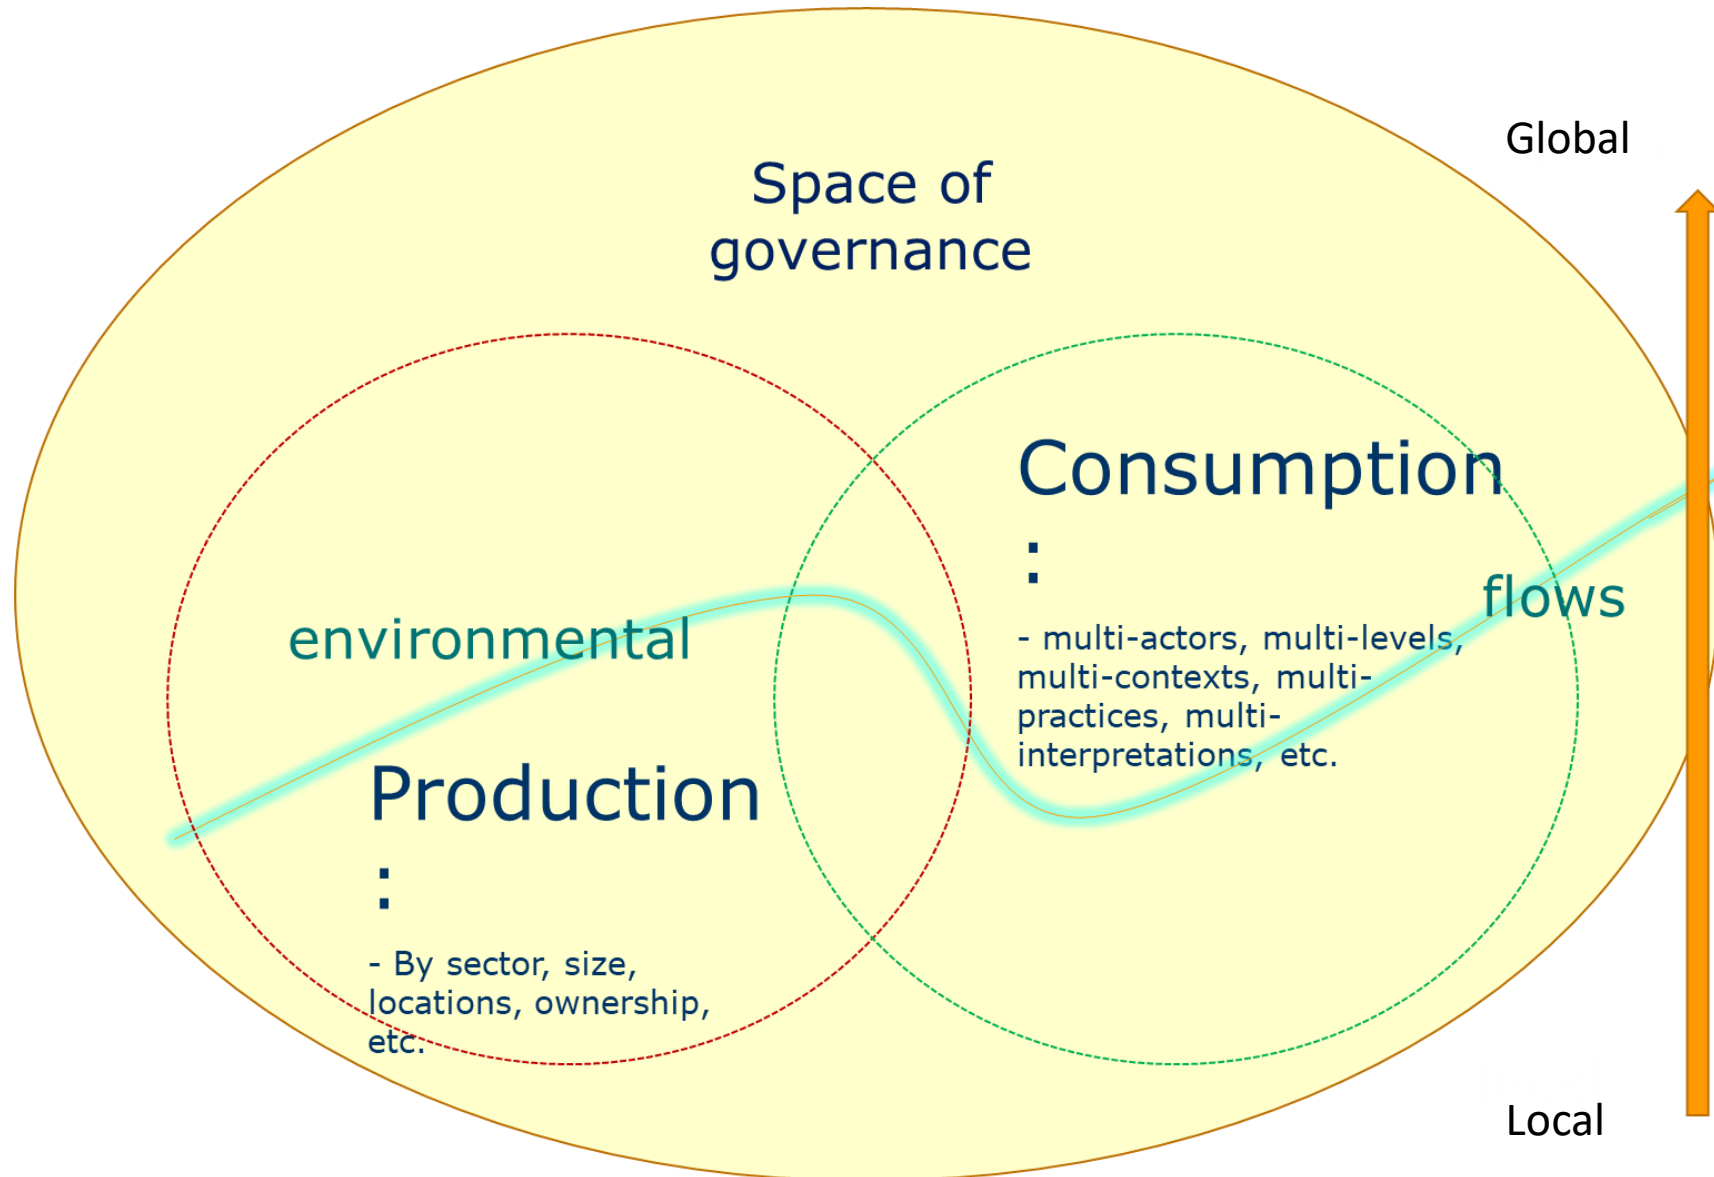 Global
Space of
governance
Consumption
:
flows
environmental
- multi-actors, multi-levels,
multi-contexts, multi-
practices, multi-
interpretations, etc.
Production
:
- By sector, size,
locations, ownership,
etc.
Local